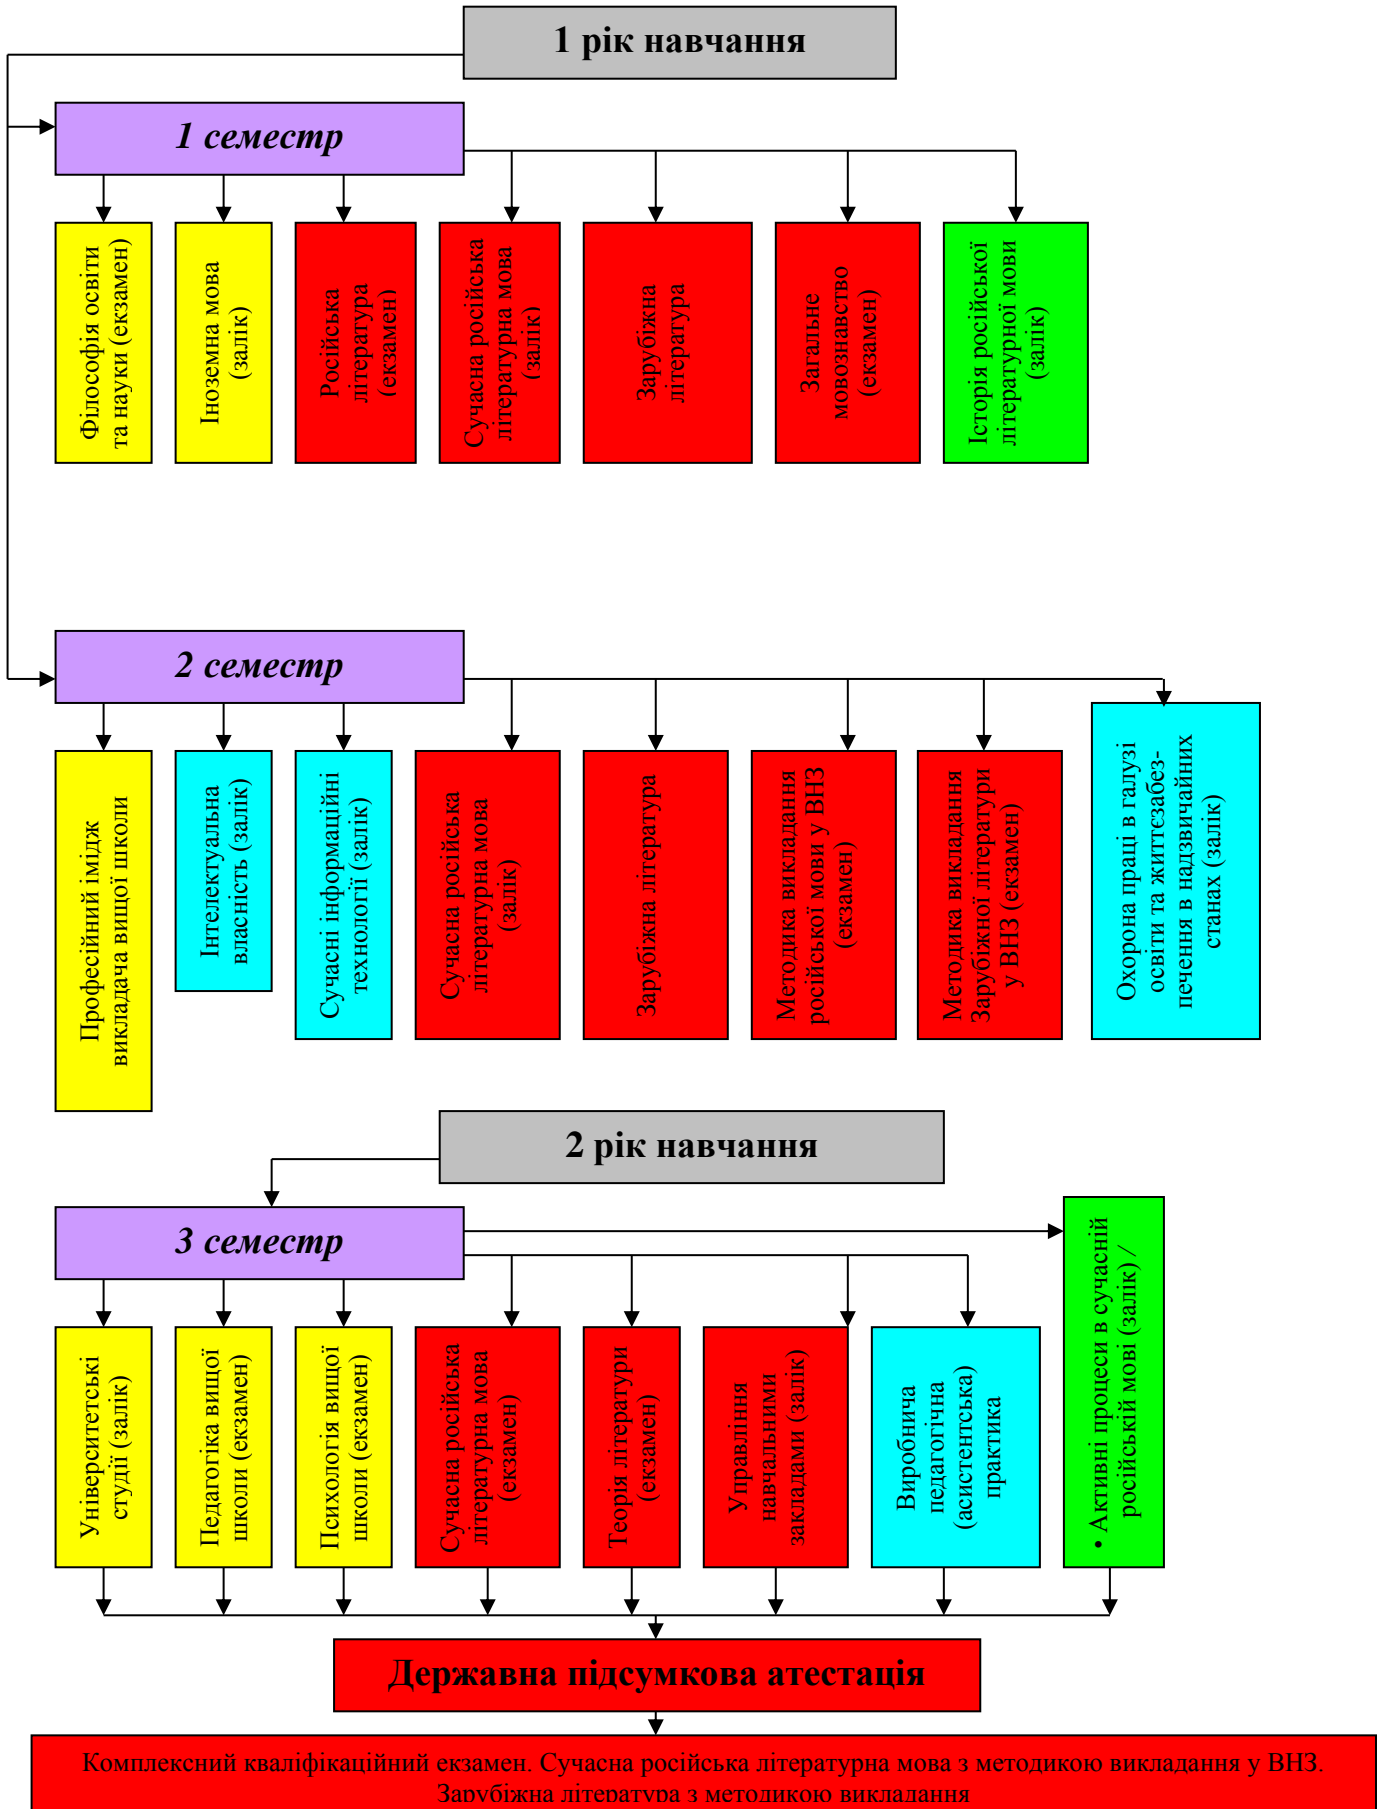 1 рік навчання
1 семестр
Філософія освіти
та науки (екзамен)
Іноземна мова
(залік)
Російська
література
(екзамен)
Сучасна російська
літературна мова
(залік)
Зарубіжна
література
Загальне
мовознавство
(екзамен)
Історія російської
літературної мови
(залік)
2 семестр
Професійний імідж
викладача вищої школи
Інтелектуальна
власність (залік)
Сучасні інформаційні
технології (залік)
Сучасна російська
літературна мова
(залік)
Зарубіжна література
Методика викладання
російської мови у ВНЗ
(екзамен)
Методика викладання
Зарубіжної літератури
у ВНЗ (екзамен)
Охорона праці в галузі
освіти та життєзабез-
печення в надзвичайних
станах (залік)
2 рік навчання
3 семестр
Університетські
студії (залік)
Педагогіка вищої
школи (екзамен)
Психологія вищої
школи (екзамен)
Сучасна російська
літературна мова
(екзамен)
Теорія літератури
(екзамен)
Управління
навчальними
закладами (залік)
Виробнича
педагогічна
(асистентська)
практика
• Активні процеси в сучасній
російській мові (залік) /
Державна підсумкова атестація
Комплексний кваліфікаційний екзамен. Сучасна російська літературна мова з методикою викладання у ВНЗ.
Зарубіжна література з методикою викладання